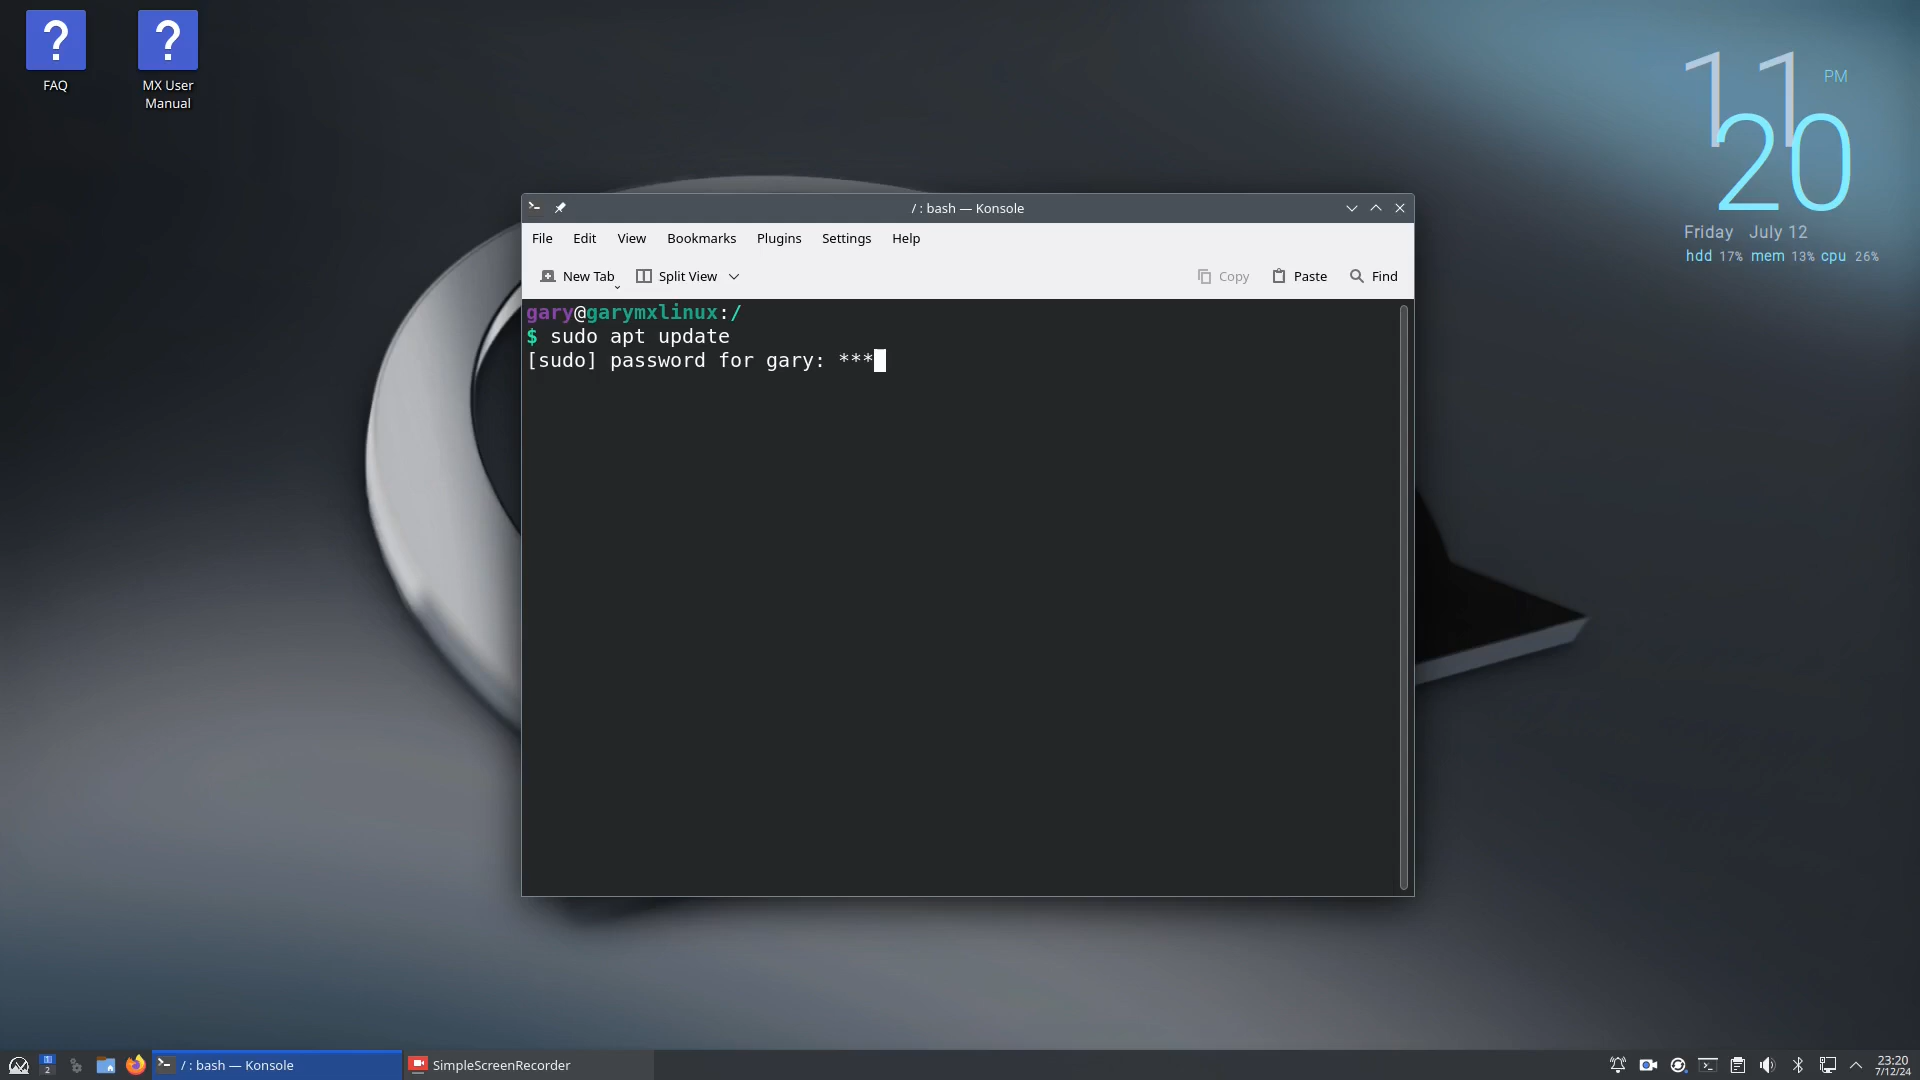 ?
?
FAQ
MX User
Manual
11
PM
20
Friday July 12
hdd 17% mem 13% cpu 26%
/ : bash — Konsole
File Edit View Bookmarks Plugins Settings Help
New Tab Split View Copy Paste Find
gary@garymxlinux:/
$ sudo apt update
[sudo] password for gary: ***
1
2
/ : bash — Konsole
SimpleScreenRecorder
23:20
7/12/24